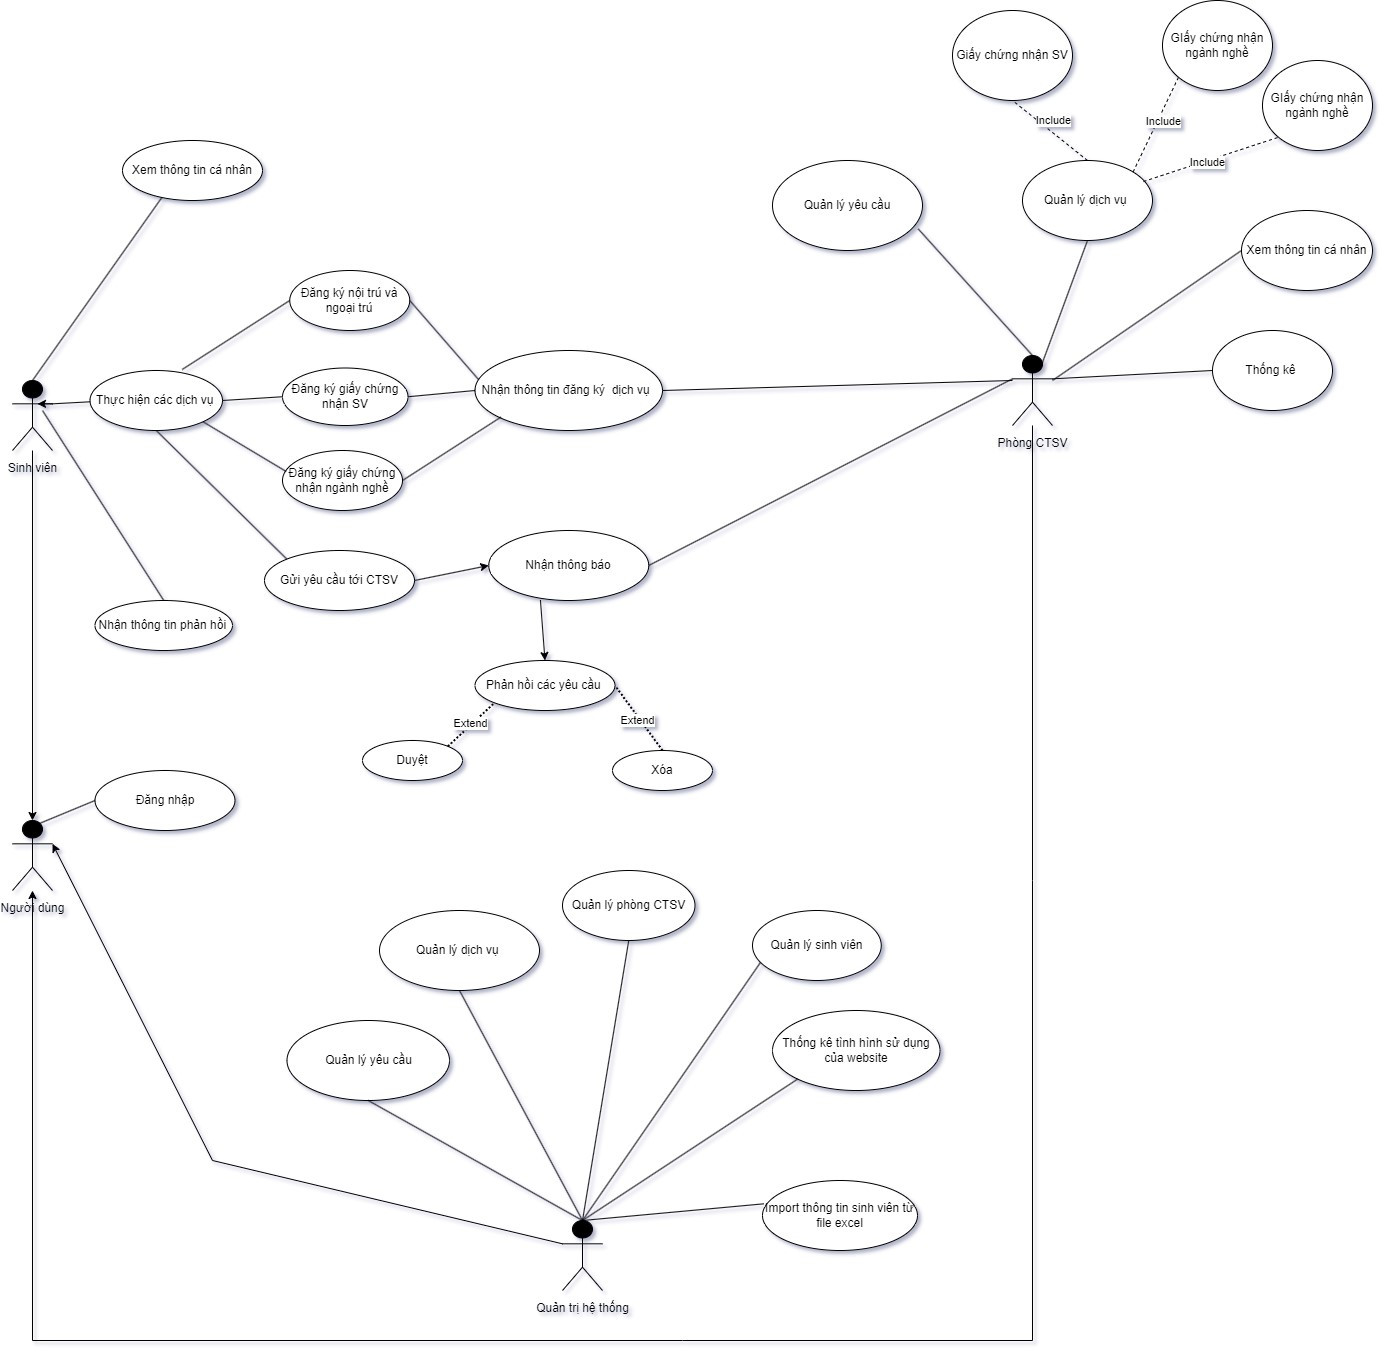 Giấy chứng nhận SV
GIấy chứng nhận
ngành nghề
GIấy chứng nhận
ngành nghề
Include
Include
Include
Xem thông tin cá nhân
Quản lý yêu cầu
Quản lý dịch vụ
Xem thông tin cá nhân
Đăng ký nội trú và
ngoại trú
Thống kê
Thực hiện các dịch vụ
Đăng ký giấy chứng
nhận SV
Nhận thông tin đăng ký dịch vụ
Phòng CTSV
Sinh viên
Đăng ký giấy chứng
nhận ngành nghề
Gửi yêu cầu tới CTSV
Nhận thông báo
Nhận thông tin phản hồi
Phản hồi các yêu cầu
Extend
Extend
Duyệt
Xóa
Đăng nhập
Người dùng
Quản lý phòng CTSV
Quản lý dịch vụ
Quản lý sinh viên
Quản lý yêu cầu
Thống kê tình hình sử dụng
của website
Import thông tin sinh viên từ
file excel
Quản trị hệ thống